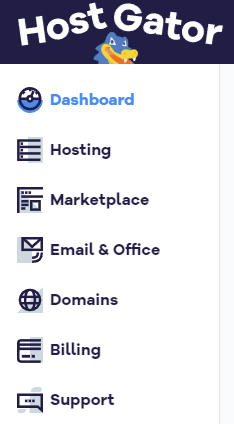 Host Gator
Dashboard
Hosting
Marketplace
Email & Office
Domains
Billing
Support